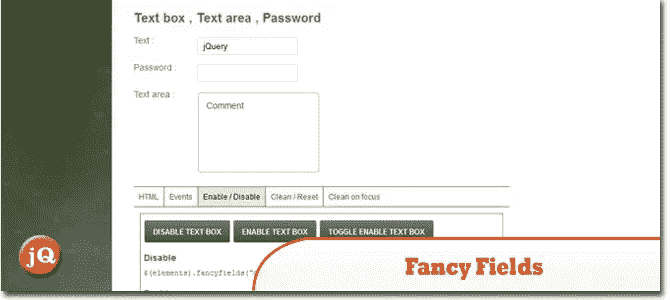 Text box , Text area , Password
Text :
jQuery
Password :
Text area :
Comment
HTML
Events
Enable / Disable
Clean / Reset
Clean on focus
DISABLE TEXT BOX
ENABLE TEXT BOX
TOGGLE ENABLE TEXT BOX
Disable
$(elements).fancyfields("
jQ
Fancy Fields